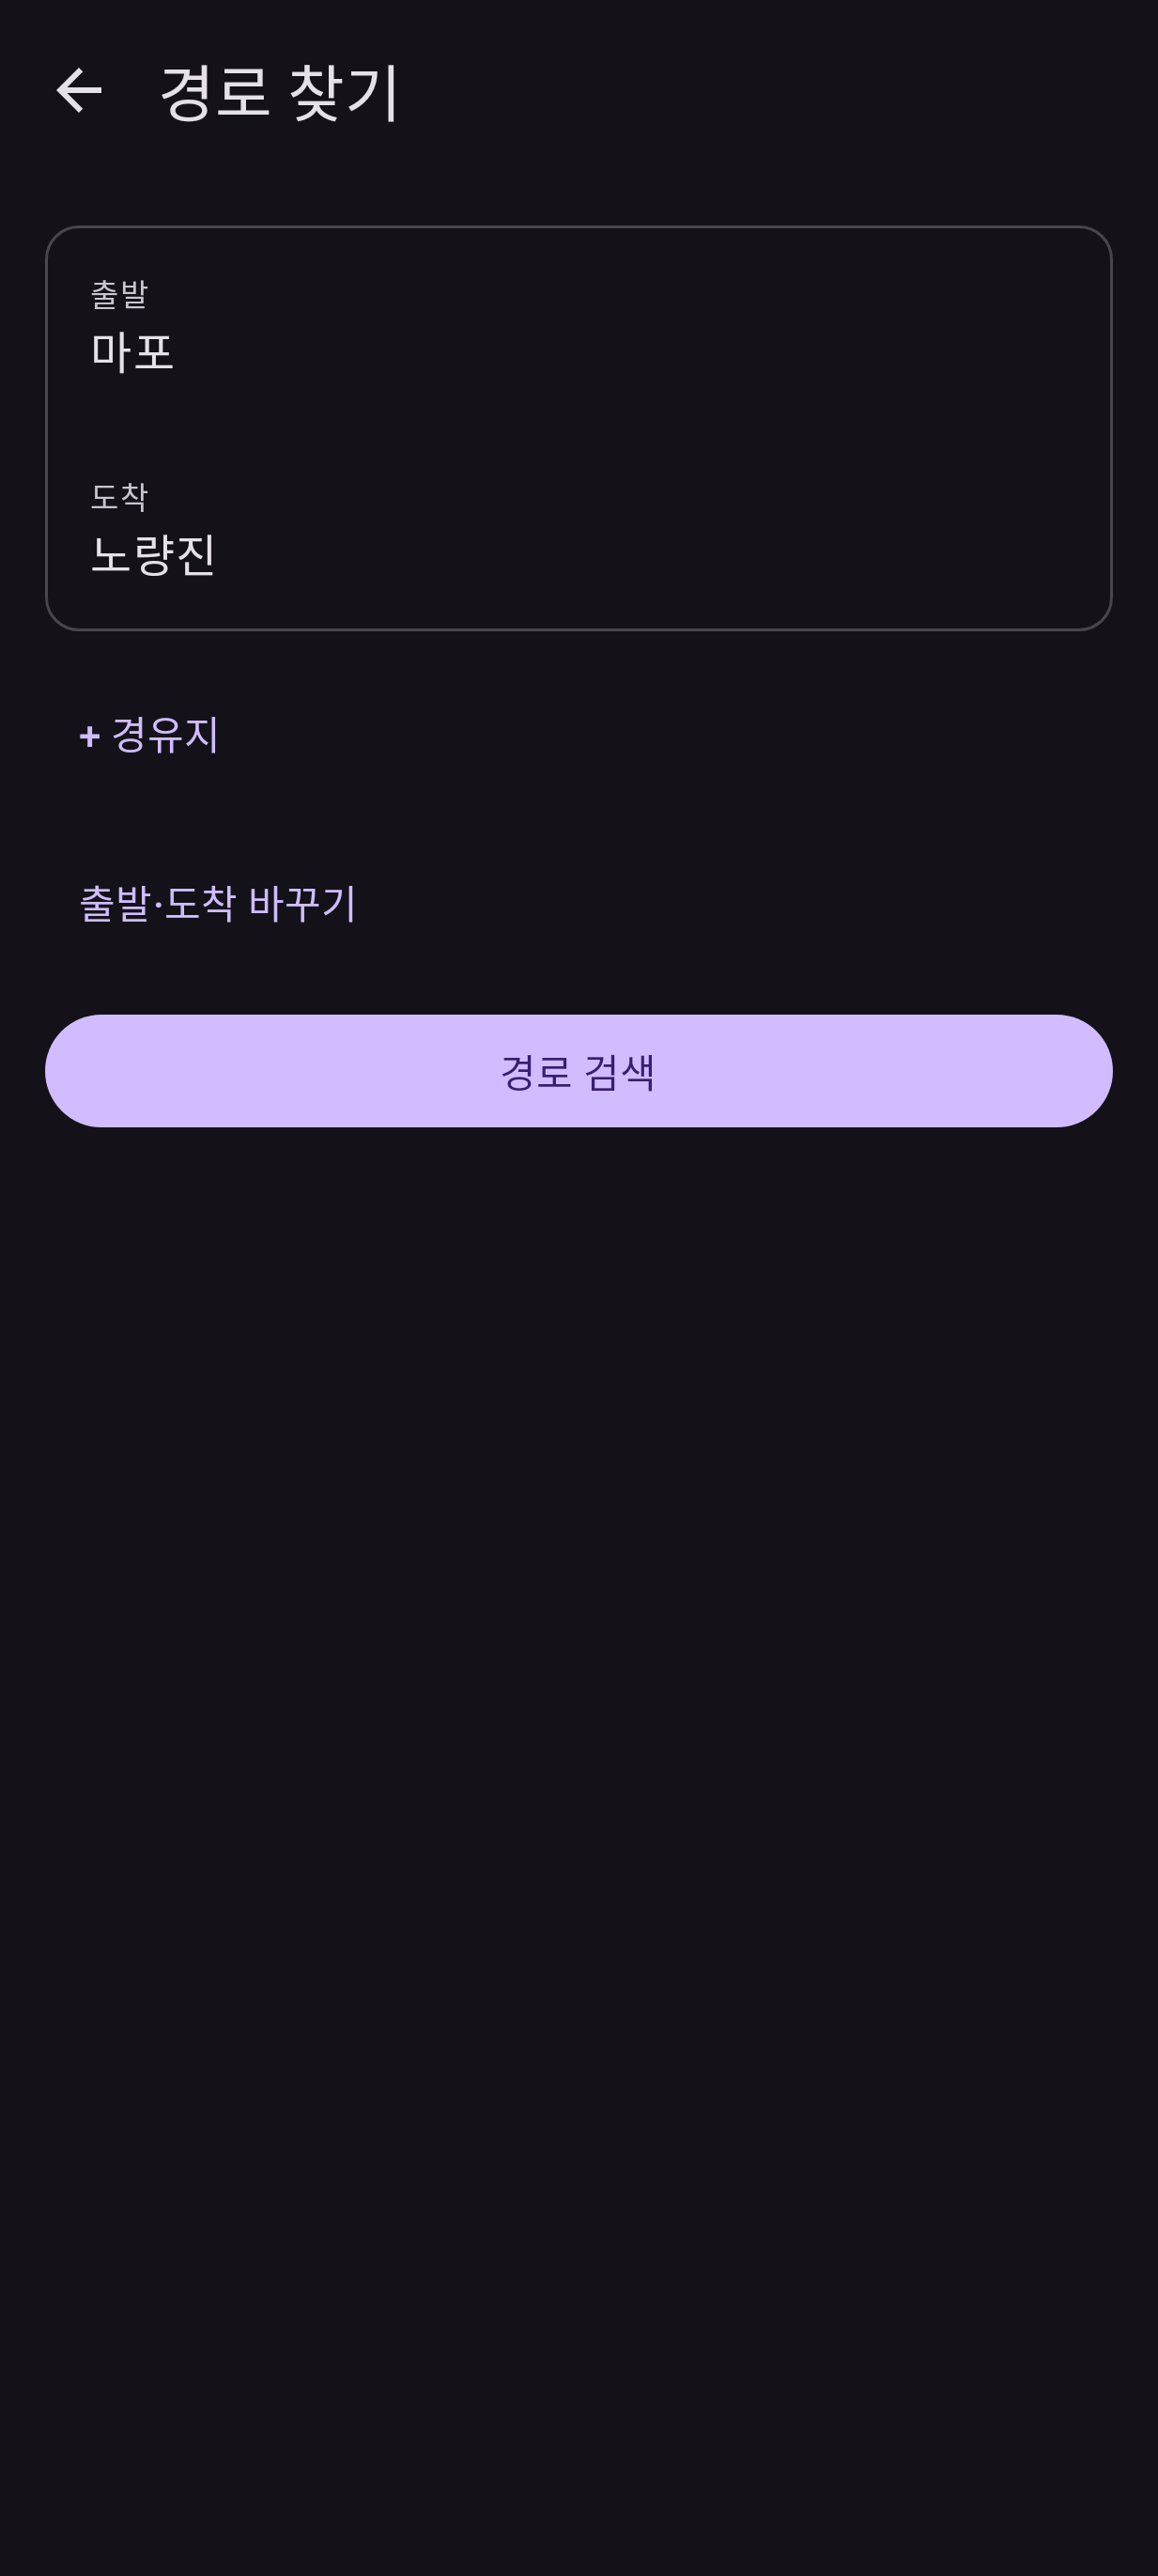 경로 찾기
출발
마포
도착
노량진
+ 경유지
출발·도착 바꾸기
경로 검색